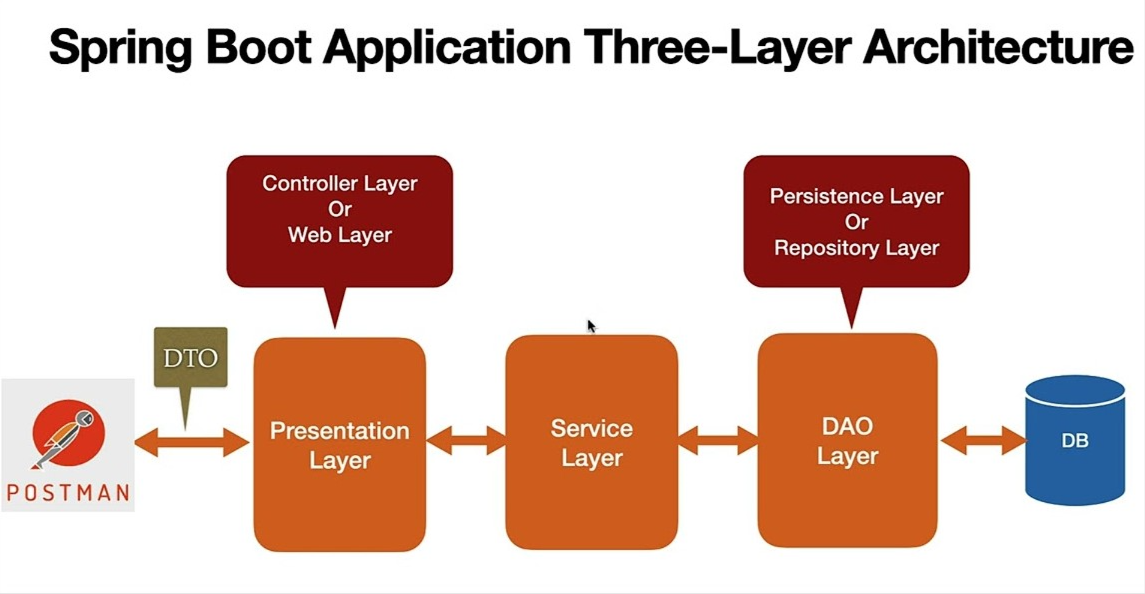 Spring Boot Application Three-Layer Architecture
Controller Layer
Or
Web Layer
Persistence Layer
Or
Repository Layer
DTO
POSTMAN
Presentation
Layer
Service
Layer
DAO
Layer
DB